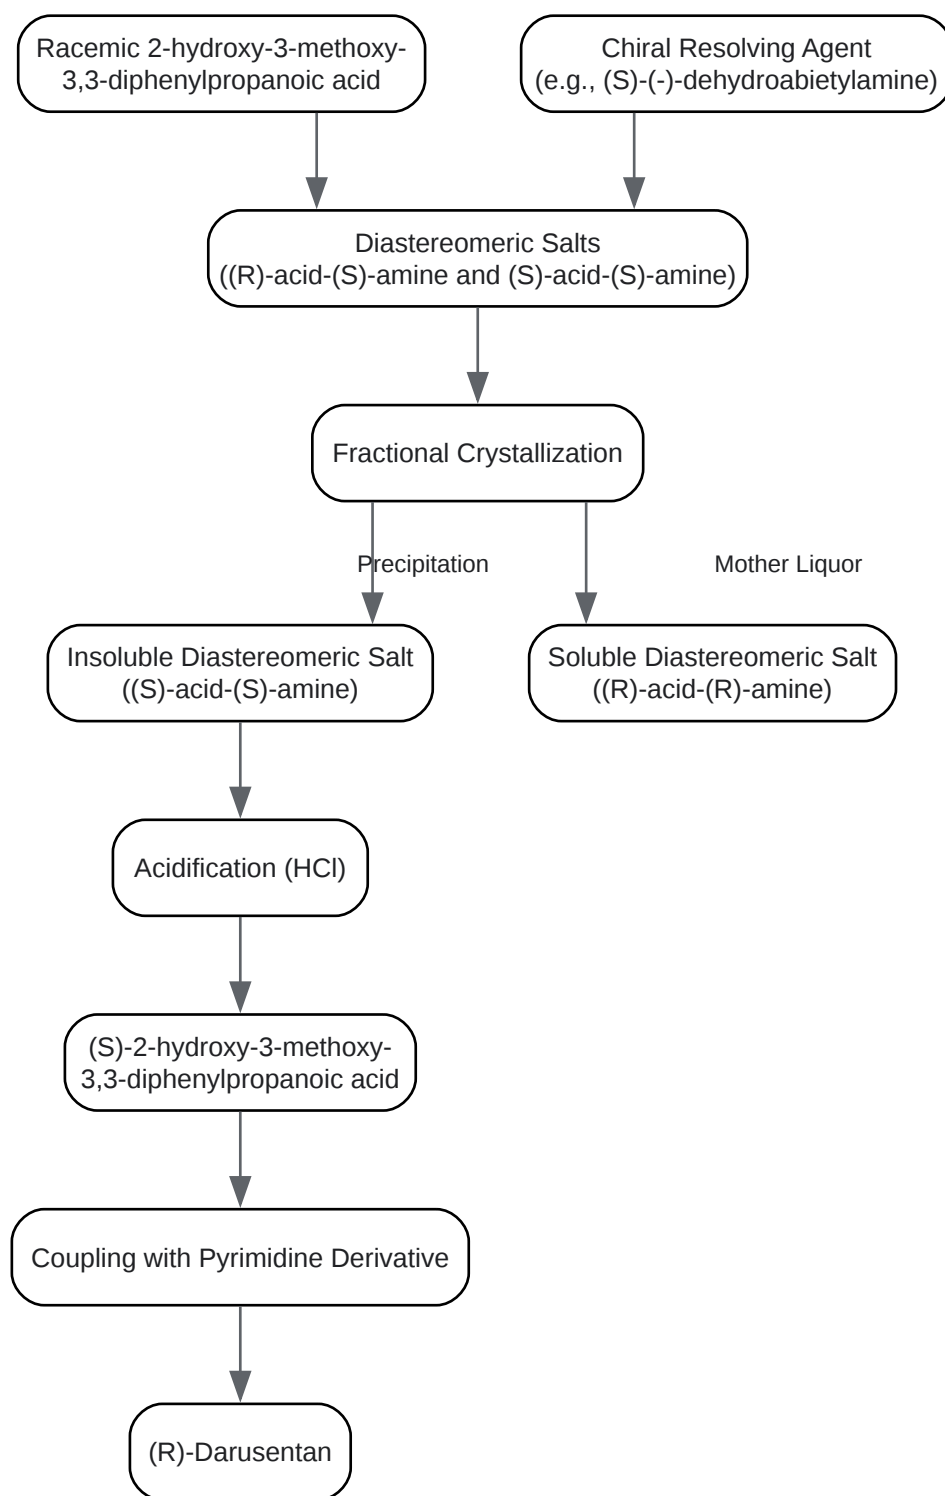 Racemic 2-hydroxy-3-methoxy-
3,3-diphenylpropanoic acid
Chiral Resolving Agent
(e.g., (S)-(-)-dehydroabietylamine)
Diastereomeric Salts
((R)-acid-(S)-amine and (S)-acid-(S)-amine)
Fractional Crystallization
Precipitation
Mother Liquor
Insoluble Diastereomeric Salt
((S)-acid-(S)-amine)
Soluble Diastereomeric Salt
((R)-acid-(R)-amine)
Acidification (HCl)
(S)-2-hydroxy-3-methoxy-
3,3-diphenylpropanoic acid
Coupling with Pyrimidine Derivative
(R)-Darusentan